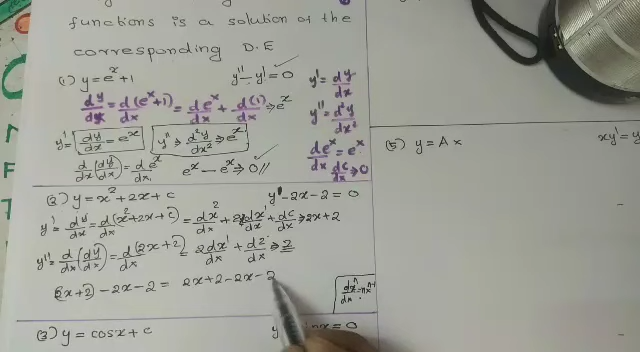 functions is a solution of the
corresponding D.E
(1) y = e^x + 1 y'' - y' = 0 ✓
dy/dx = d(e^x+1)/dx = de^x/dx + d(1)/dx ⇒ e^x
y' = dy/dx
y'' = d²y/dx²
y' = dy/dx = e^x y'' ⇒ d²y/dx² ⇒ e^x
d/dx(dy/dx) = d e^x/dx e^x - e^x ⇒ 0 // ✓
de^x/dx = e^x
dc/dx ⇒ 0
(2) y = x² + 2x + c y' - 2x - 2 = 0
y' = dy/dx = d(x²+2x+c)/dx = dx²/dx + 2dx'/dx + dc/dx ⇒ 2x+2
y'' = d/dx(dy/dx) = d(2x+2)/dx = 2dx'/dx + d2/dx ⇒ 2
(2x+2) - 2x - 2 = 2x + 2 - 2x - 2
dx^n/dx = nx^n-1
(3) y = cosx + c = 0
(5) y = Ax xy' = y